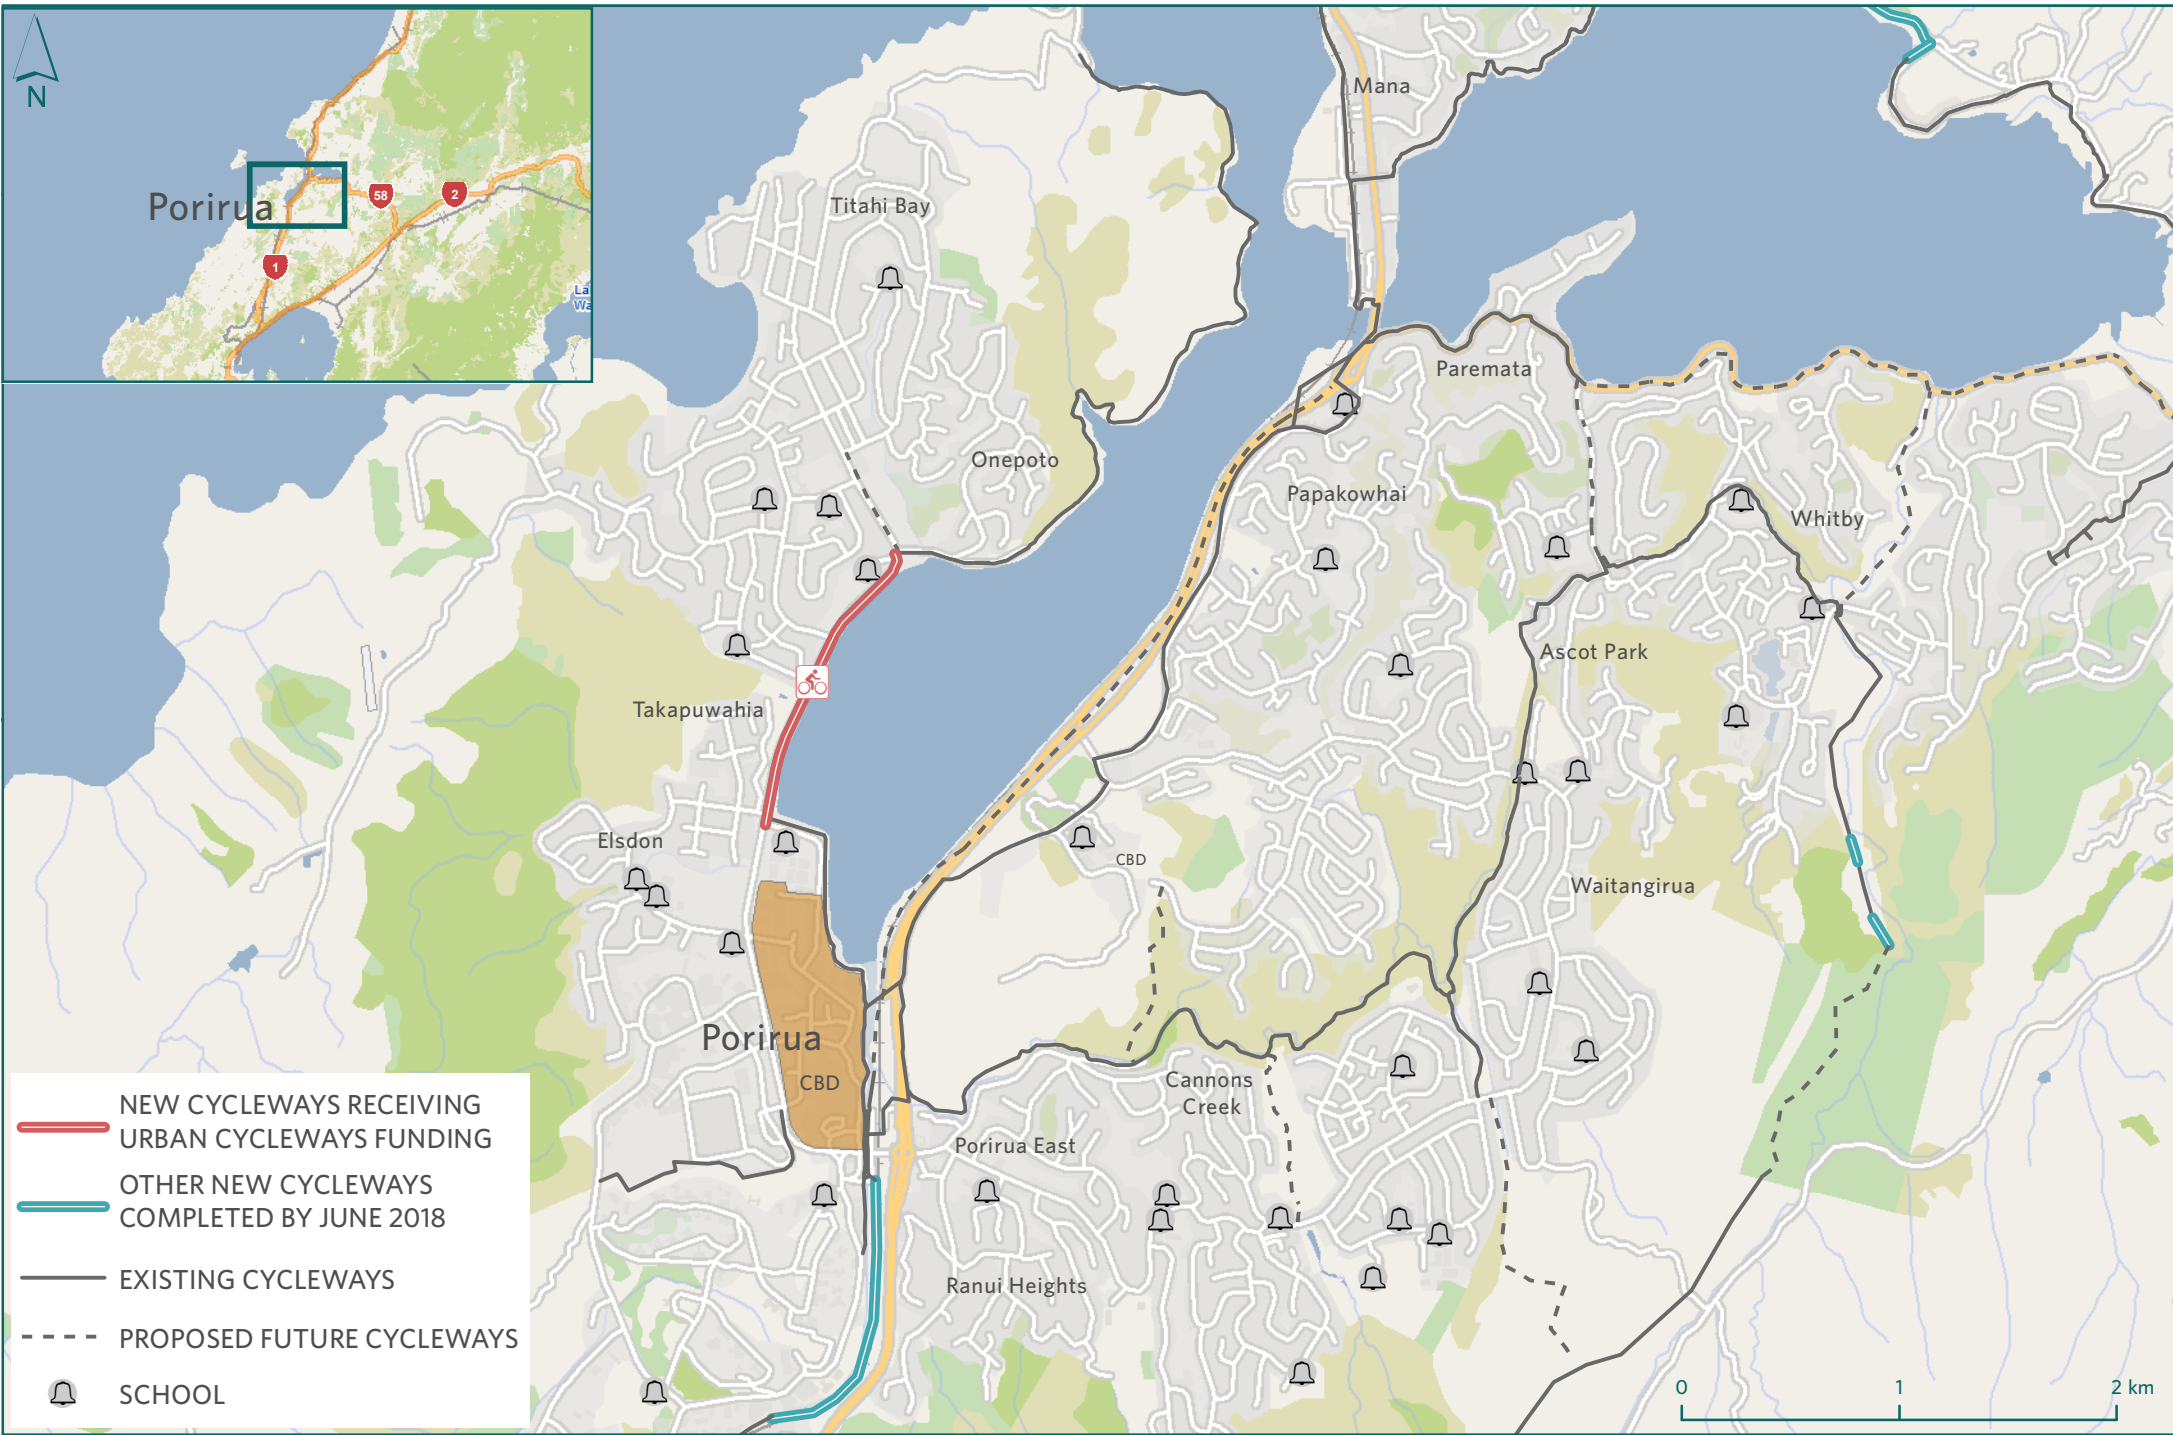 N
Porirua
58
2
1
La
Wa
Mana
Titahi Bay
Paremata
Onepoto
Papakowhai
Whitby
Ascot Park
Takapuwahia
Elsdon
CBD
Waitangirua
Porirua
CBD
Cannons
Creek
Porirua East
Ranui Heights
NEW CYCLEWAYS RECEIVING
URBAN CYCLEWAYS FUNDING
OTHER NEW CYCLEWAYS
COMPLETED BY JUNE 2018
EXISTING CYCLEWAYS
PROPOSED FUTURE CYCLEWAYS
SCHOOL
0 1 2 km